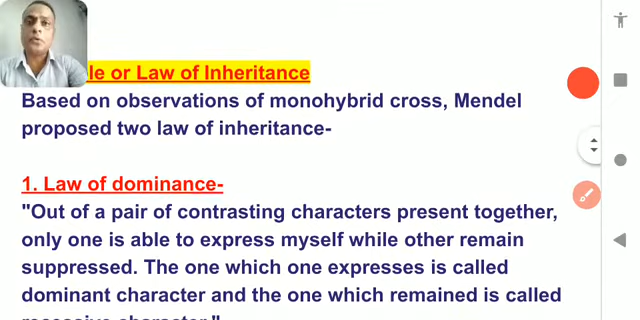 le or Law of Inheritance
Based on observations of monohybrid cross, Mendel
proposed two law of inheritance-
1. Law of dominance-
"Out of a pair of contrasting characters present together,
only one is able to express myself while other remain
suppressed. The one which one expresses is called
dominant character and the one which remained is called
recessive character."